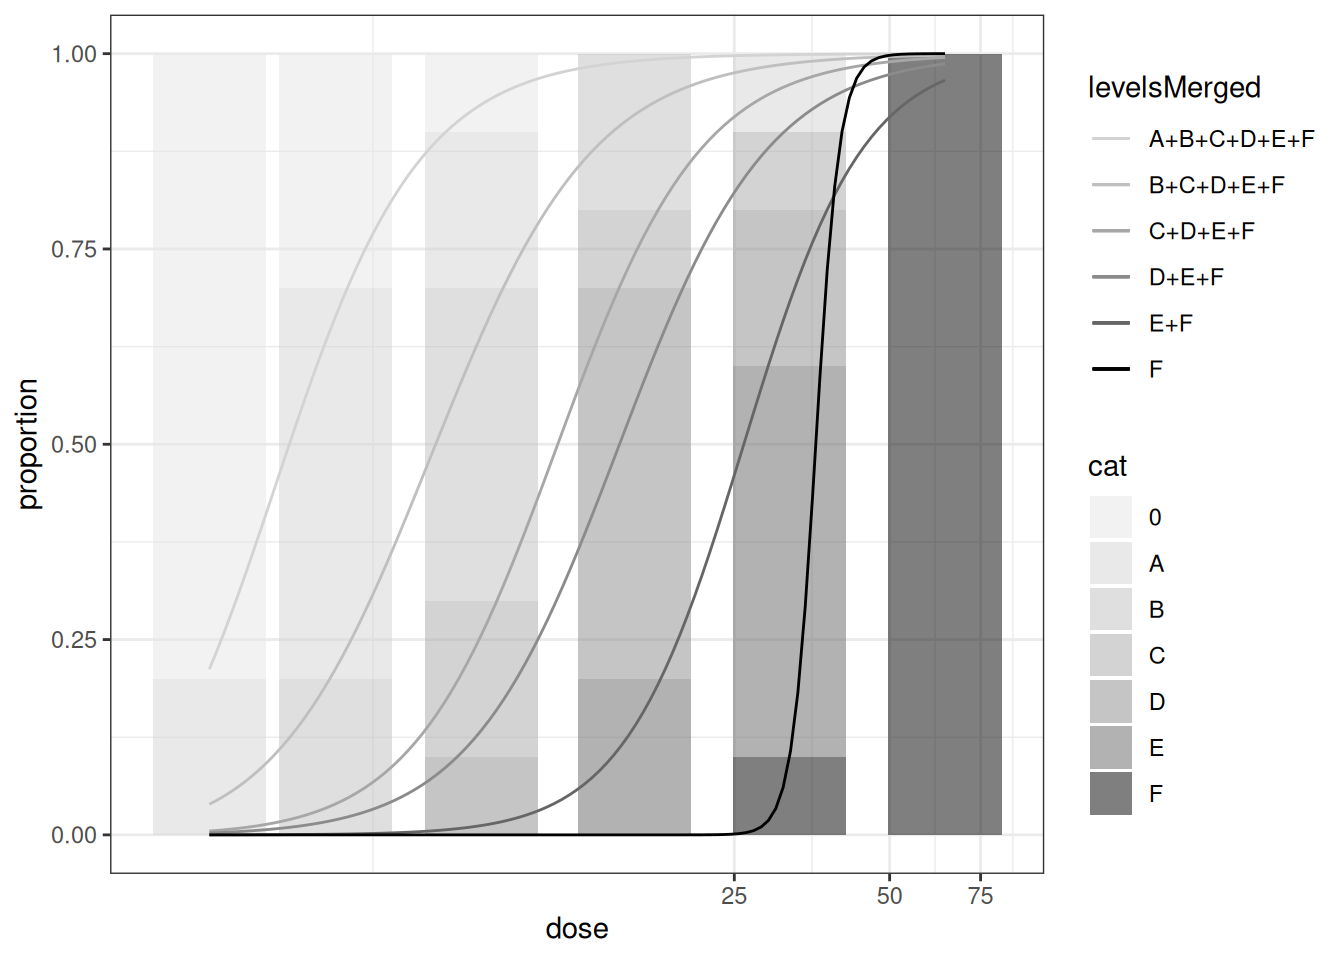 1.00
0.75
0.50
0.25
0.00
proportion
25
50
75
dose
levelsMerged
A+B+C+D+E+F
B+C+D+E+F
C+D+E+F
D+E+F
E+F
F
cat
0
A
B
C
D
E
F